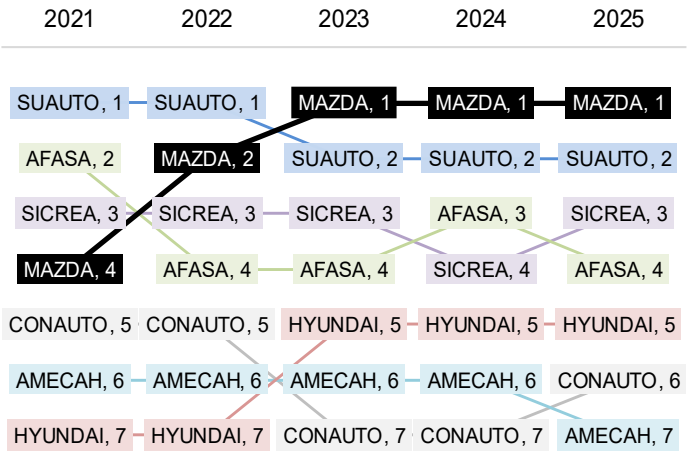 2021 2022 2023 2024 2025
SUAUTO, 1 SUAUTO, 1 MAZDA, 1 MAZDA, 1 MAZDA, 1
AFASA, 2 MAZDA, 2 SUAUTO, 2 SUAUTO, 2 SUAUTO, 2
SICREA, 3 SICREA, 3 SICREA, 3 AFASA, 3 SICREA, 3
MAZDA, 4 AFASA, 4 AFASA, 4 SICREA, 4 AFASA, 4
CONAUTO, 5 CONAUTO, 5 HYUNDAI, 5 HYUNDAI, 5 HYUNDAI, 5
AMECAH, 6 AMECAH, 6 AMECAH, 6 AMECAH, 6 CONAUTO, 6
HYUNDAI, 7 HYUNDAI, 7 CONAUTO, 7 CONAUTO, 7 AMECAH, 7